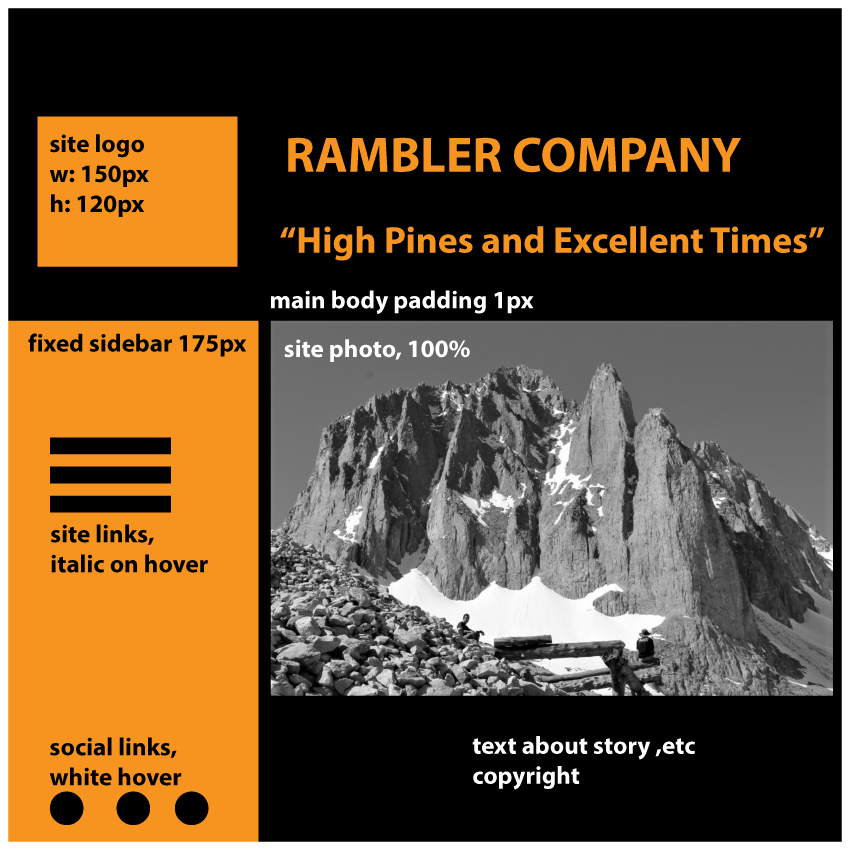 site logo
w: 150px
h: 120px
RAMBLER COMPANY
“High Pines and Excellent Times”
main body padding 1px
fixed sidebar 175px
site photo, 100%
site links,
italic on hover
social links,
white hover
text about story ,etc
copyright